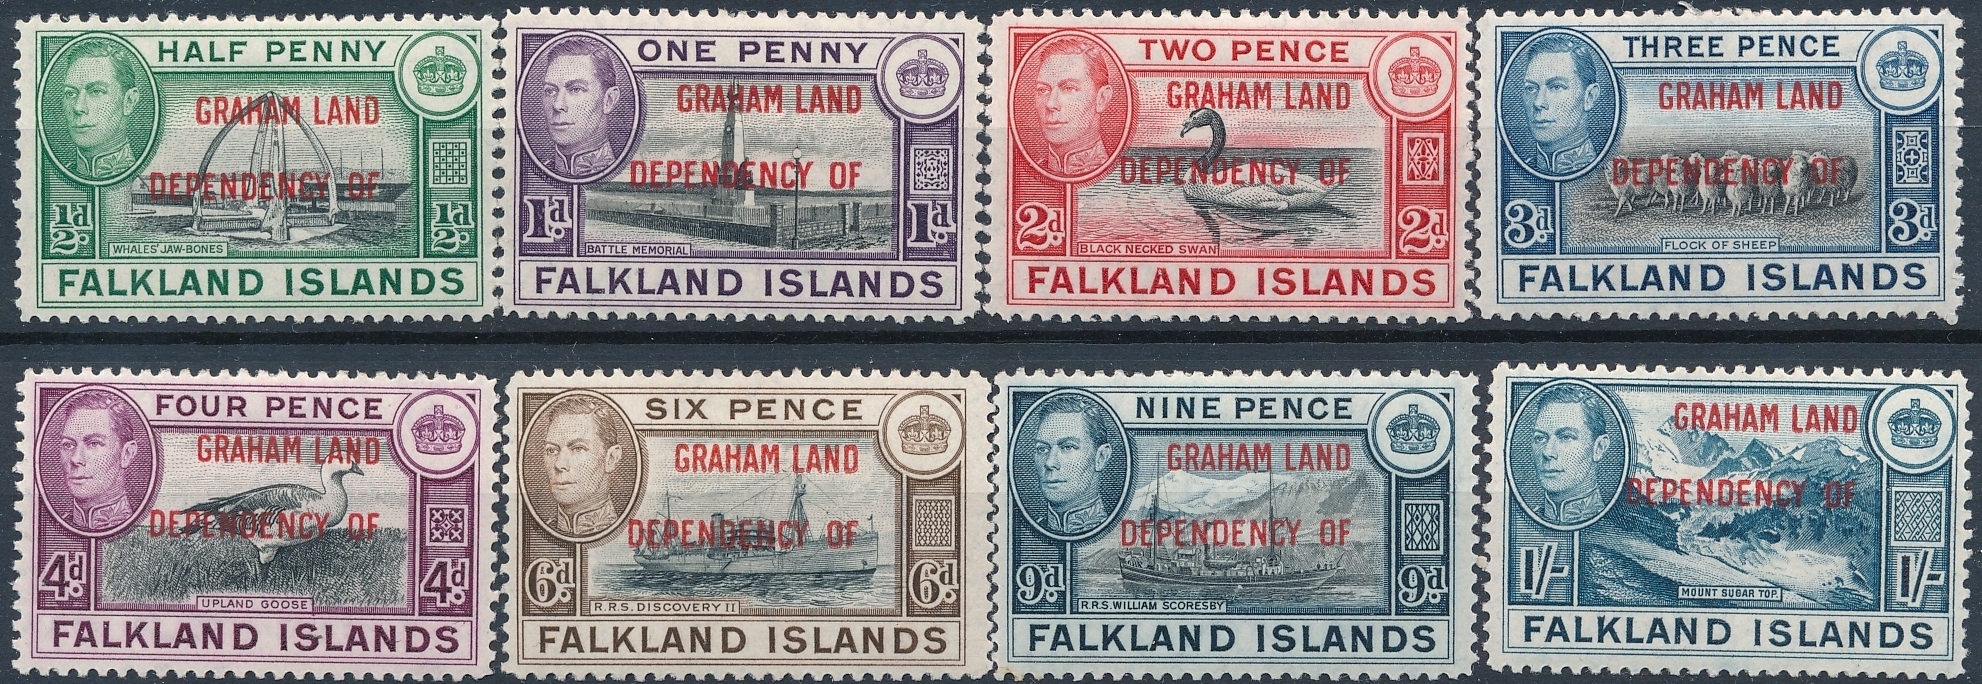 HALF PENNY
GRAHAM LAND
DEPENDENCY OF
½d ½d
WHALES' JAW-BONES
FALKLAND ISLANDS
ONE PENNY
GRAHAM LAND
DEPENDENCY OF
1d 1d
BATTLE MEMORIAL
FALKLAND ISLANDS
TWO PENCE
GRAHAM LAND
DEPENDENCY OF
2d 2d
BLACK NECKED SWAN
FALKLAND ISLANDS
THREE PENCE
GRAHAM LAND
DEPENDENCY OF
3d 3d
FLOCK OF SHEEP
FALKLAND ISLANDS
FOUR PENCE
GRAHAM LAND
DEPENDENCY OF
4d 4d
UPLAND GOOSE
FALKLAND ISLANDS
SIX PENCE
GRAHAM LAND
DEPENDENCY OF
6d 6d
R.R.S. DISCOVERY II
FALKLAND ISLANDS
NINE PENCE
GRAHAM LAND
DEPENDENCY OF
9d 9d
R.R.S. WILLIAM SCORESBY
FALKLAND ISLANDS
GRAHAM LAND
DEPENDENCY OF
1/- 1/-
MOUNT SUGAR TOP.
FALKLAND ISLANDS